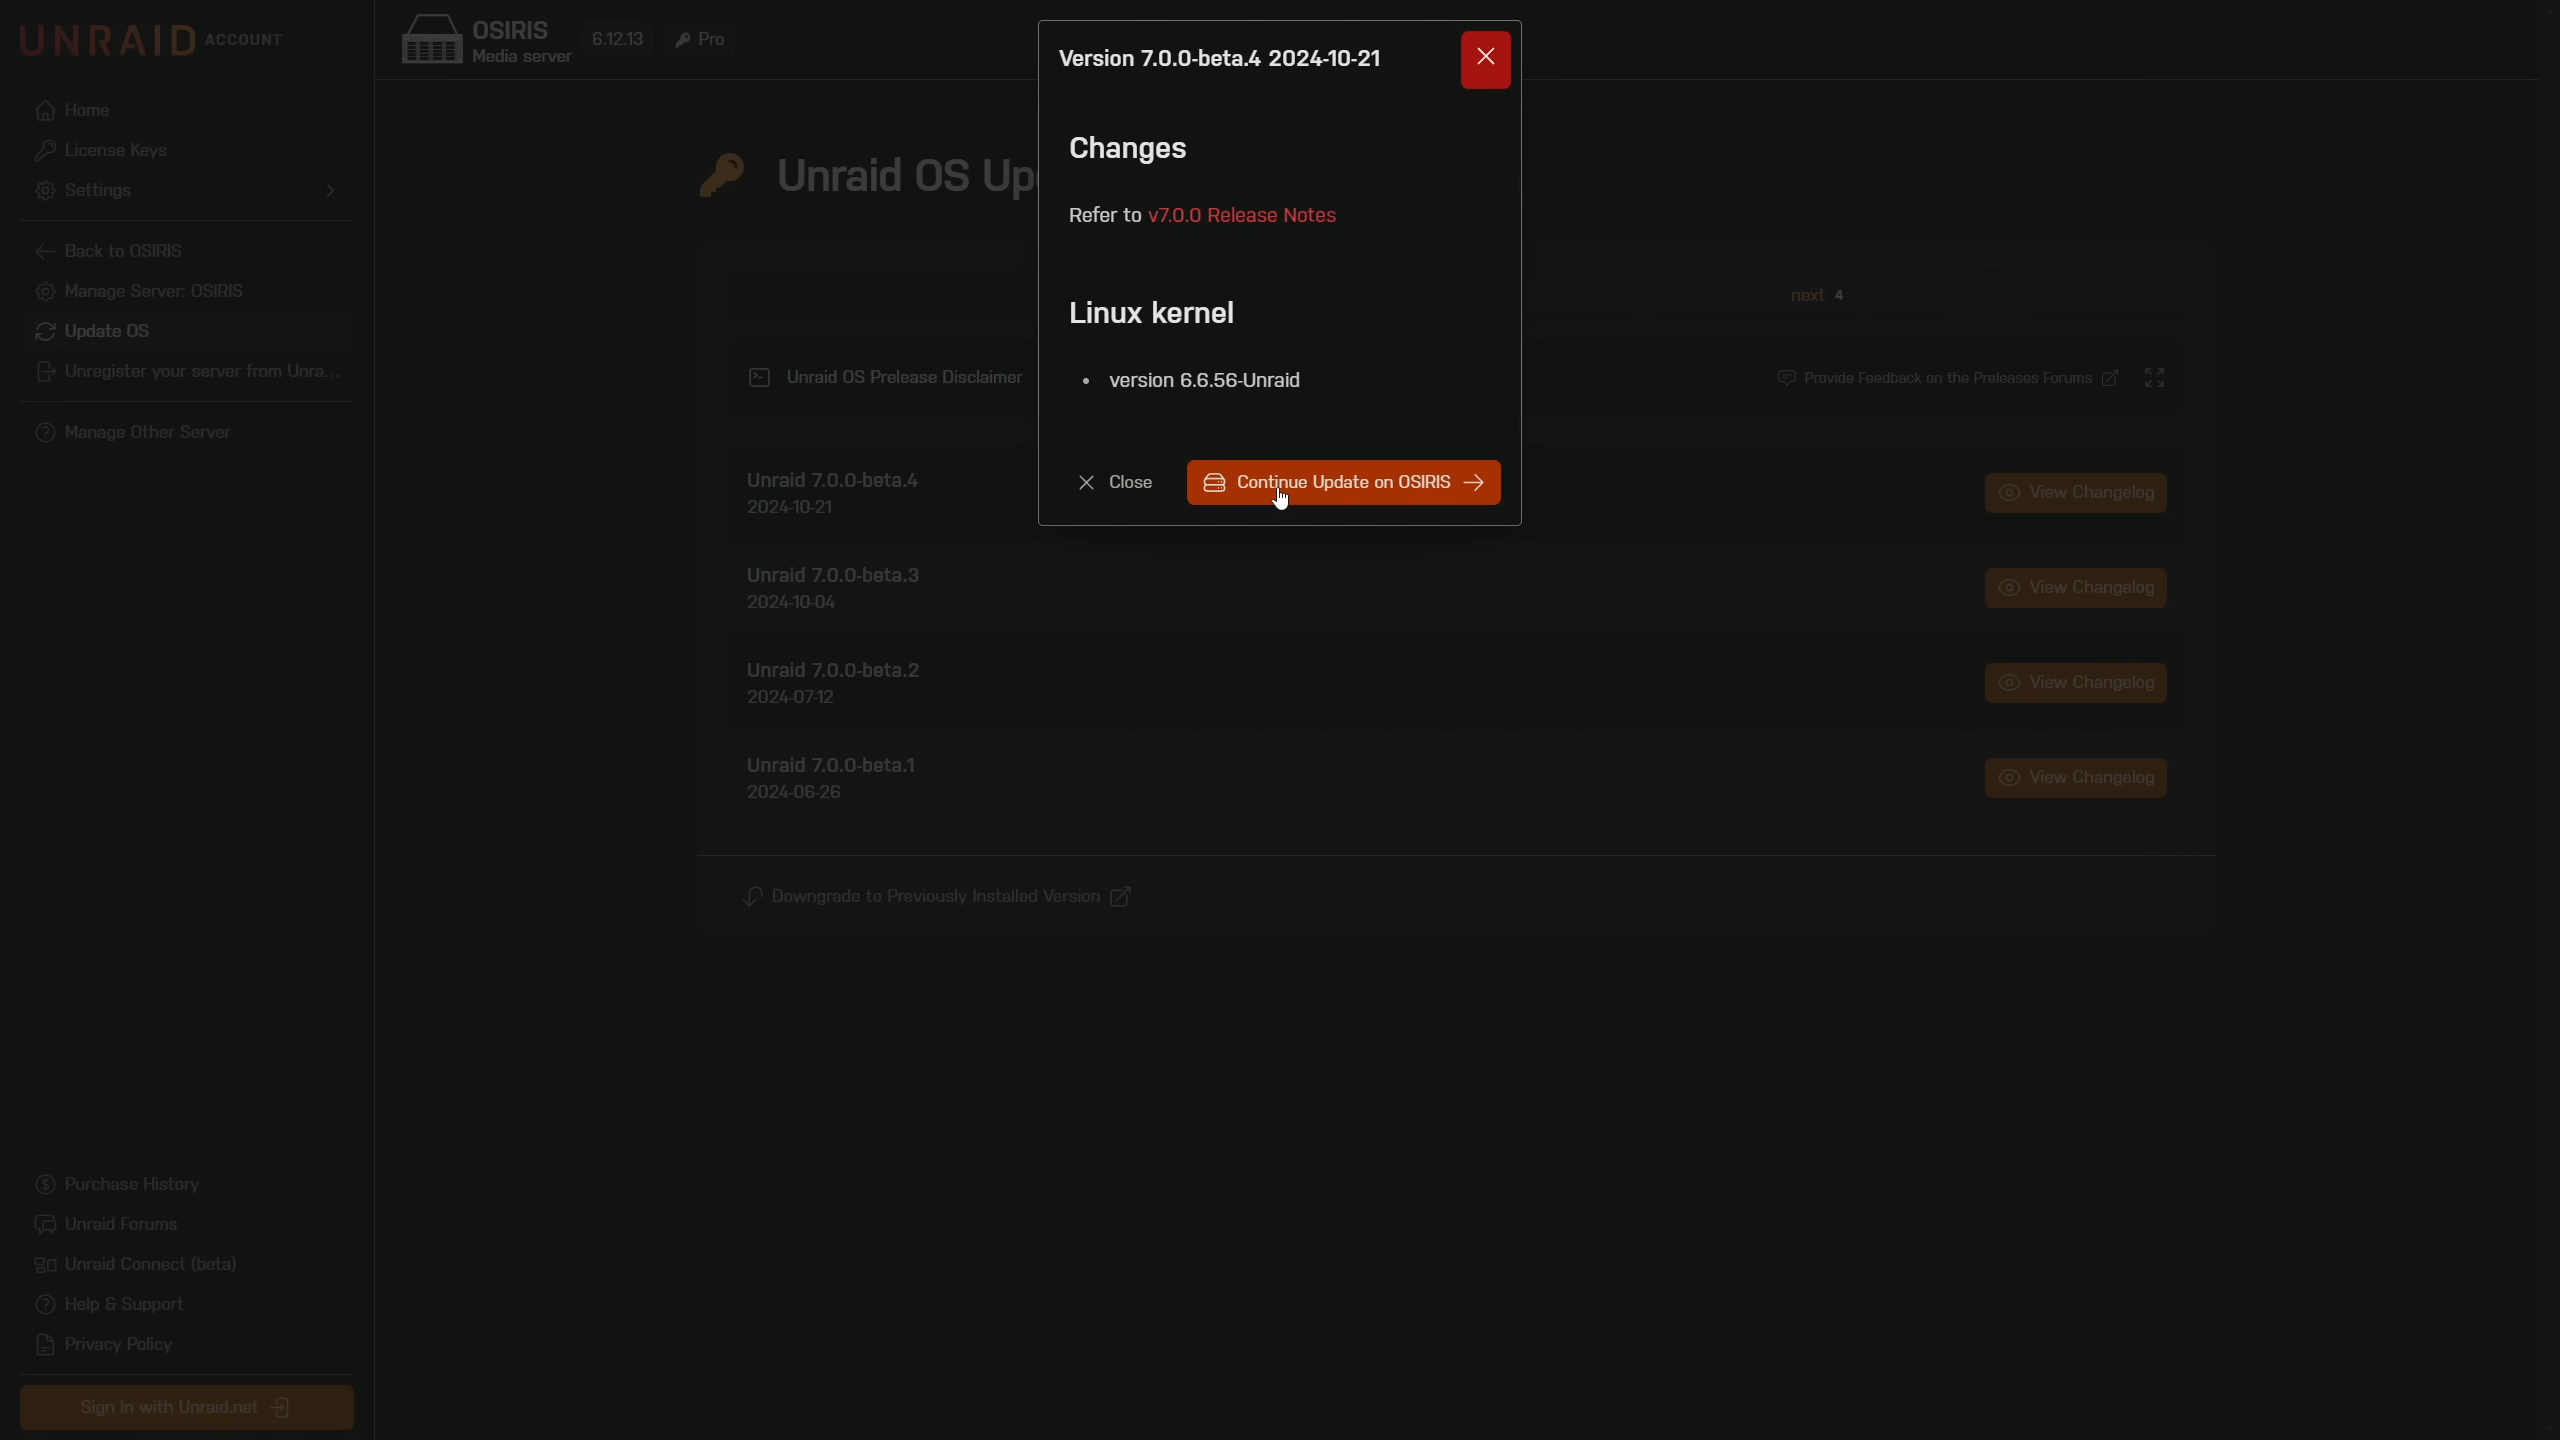 UNRAID ACCOUNT
Home
License Keys
Settings
Back to OSIRIS
Manage Server: OSIRIS
Update OS
Unregister your server from Unra...
Manage Other Server
Purchase History
Unraid Forums
Unraid Connect (beta)
Help & Support
Privacy Policy
Sign In with Unraid.net
OSIRIS
Media server
6.12.13
Pro
Unraid OS Up
next 4
Unraid OS Prelease Disclaimer
Provide Feedback on the Preleases Forums
Unraid 7.0.0-beta.4
2024-10-21
View Changelog
Unraid 7.0.0-beta.3
2024-10-04
View Changelog
Unraid 7.0.0-beta.2
2024-07-12
View Changelog
Unraid 7.0.0-beta.1
2024-06-26
View Changelog
Downgrade to Previously Installed Version
Version 7.0.0-beta.4 2024-10-21
Changes
Refer to v7.0.0 Release Notes
Linux kernel
• version 6.6.56-Unraid
Close
Continue Update on OSIRIS